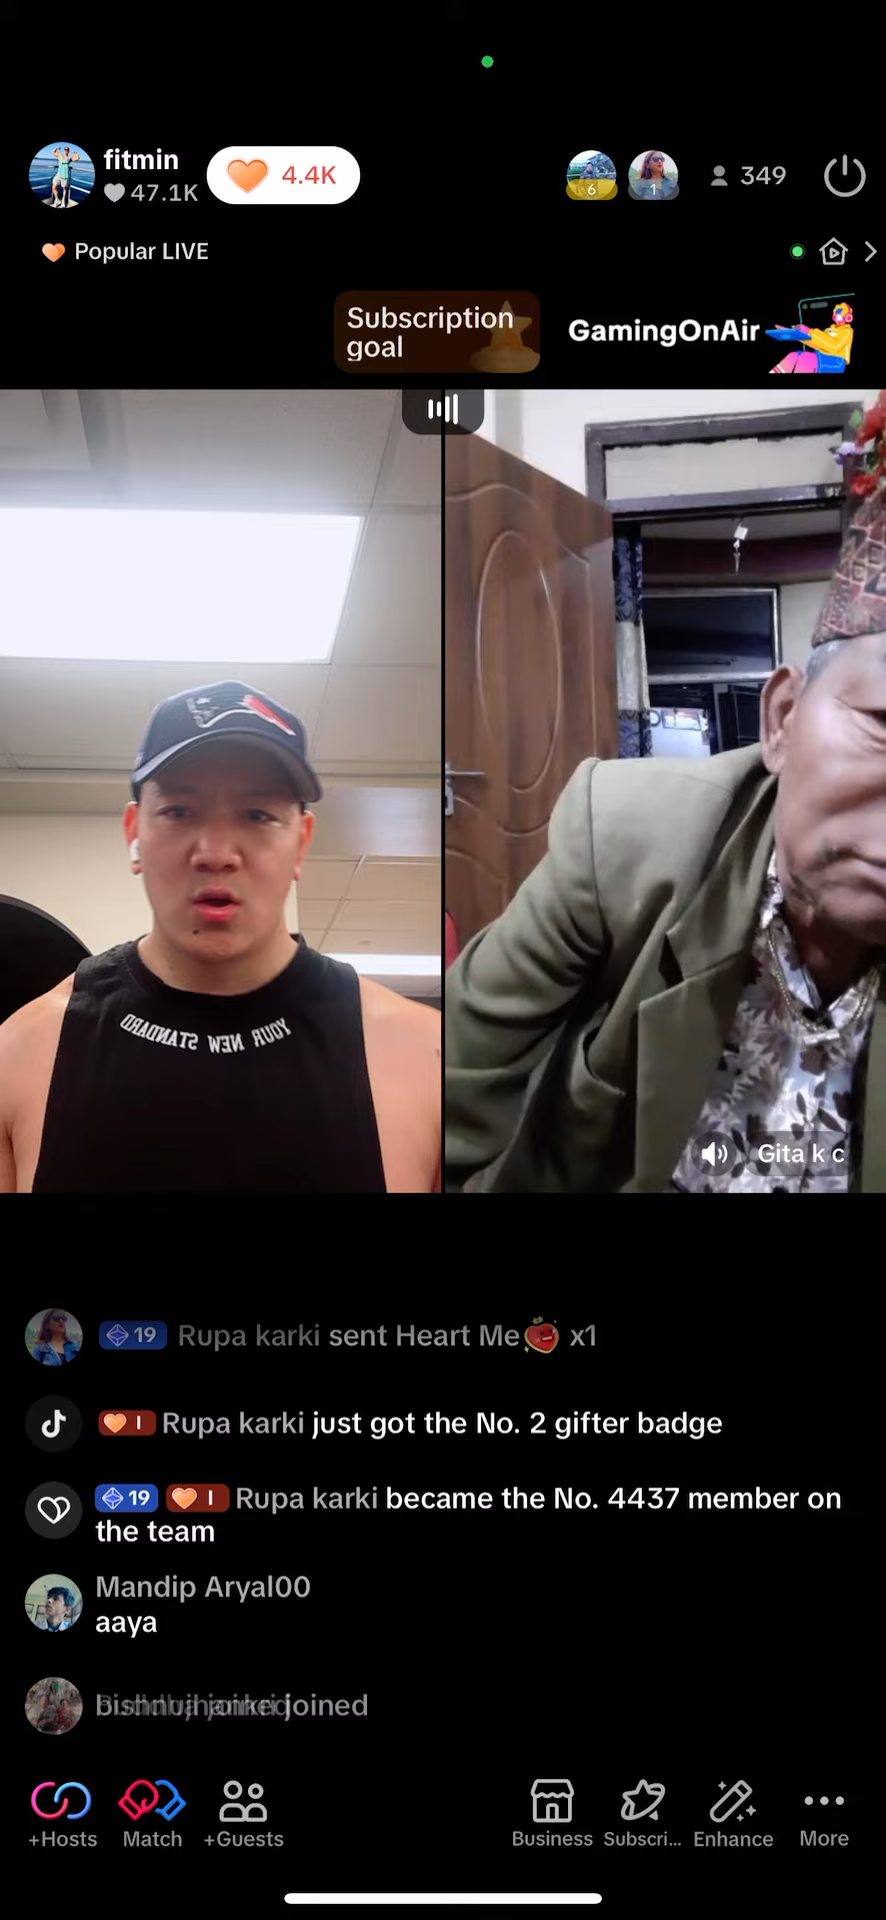 fitmin
47.1K
4.4K
6
1
349
Popular LIVE
Subscription
goal
GamingOnAir
YOUR NEW STANDARD
Gita k c
19 Rupa karki sent Heart Me x1
I Rupa karki just got the No. 2 gifter badge
19 I Rupa karki became the No. 4437 member on
the team
Mandip Aryal00
aaya
joined
+Hosts
Match
+Guests
Business
Subscri...
Enhance
More